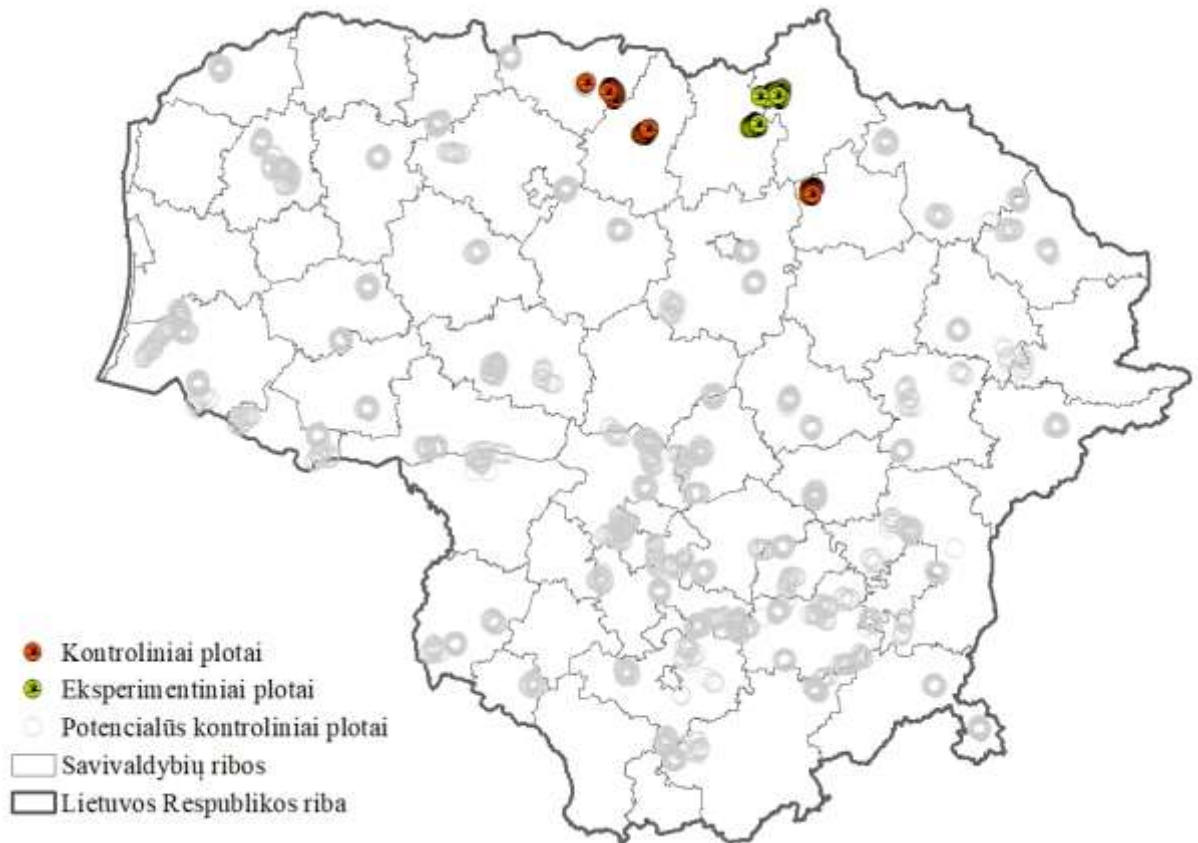 Kontroliniai plotai
Eksperimentiniai plotai
Potencialūs kontroliniai plotai
Savivaldybių ribos
Lietuvos Respublikos riba